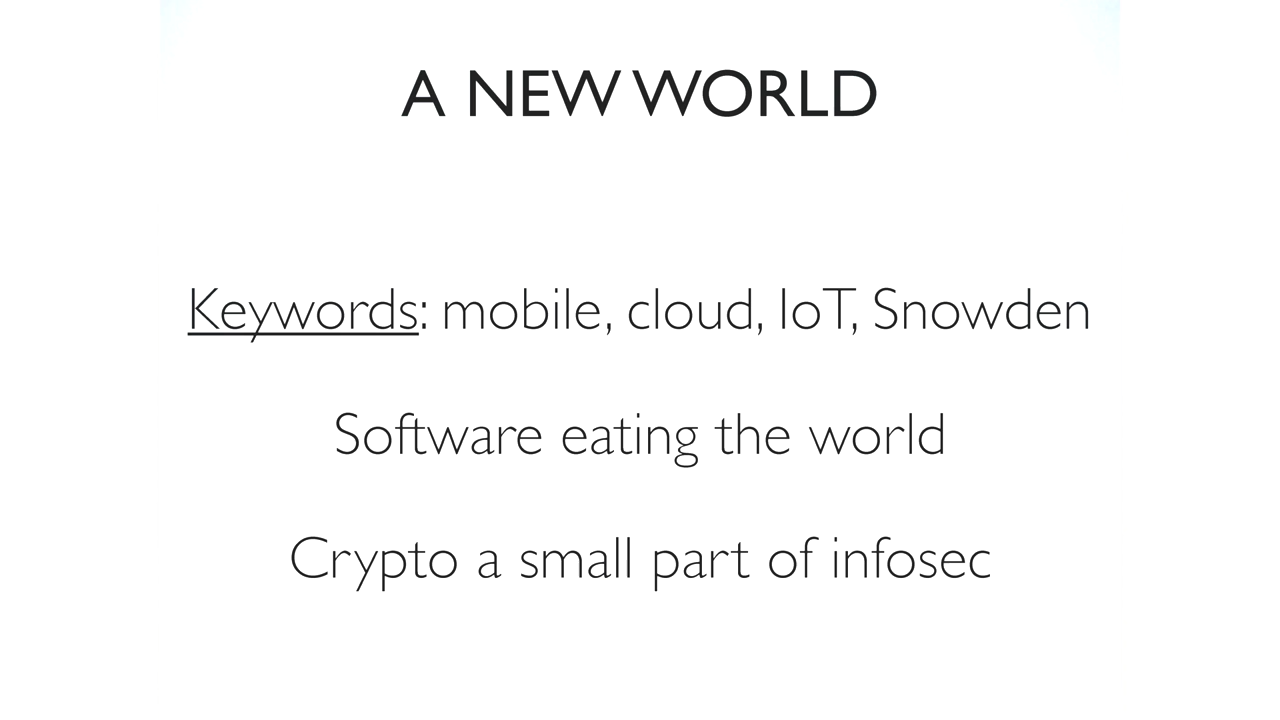 A NEW WORLD
Keywords: mobile, cloud, IoT, Snowden
Software eating the world
Crypto a small part of infosec